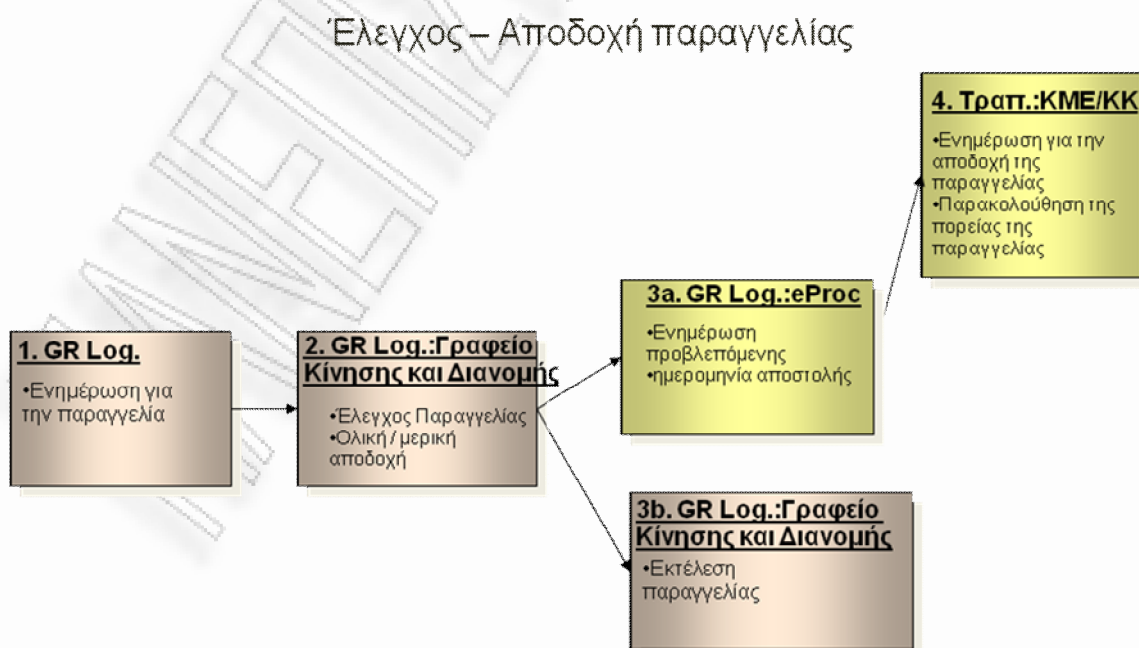 Έλεγχος – Αποδοχή παραγγελίας
1. GR Log.
•Ενημέρωση για
την παραγγελία
2. GR Log.:Γραφείο
Κίνησης και Διανομής
•Έλεγχος Παραγγελίας
•Ολική / μερική
αποδοχή
3a. GR Log.:eProc
•Ενημέρωση
προβλεπόμενης
•ημερομηνία αποστολής
3b. GR Log.:Γραφείο
Κίνησης και Διανομής
•Εκτέλεση
παραγγελίας
4. Τραπ.:ΚΜΕ/ΚΚ
•Ενημέρωση για την
αποδοχή της
παραγγελίας
•Παρακολούθηση της
πορείας της
παραγγελίας